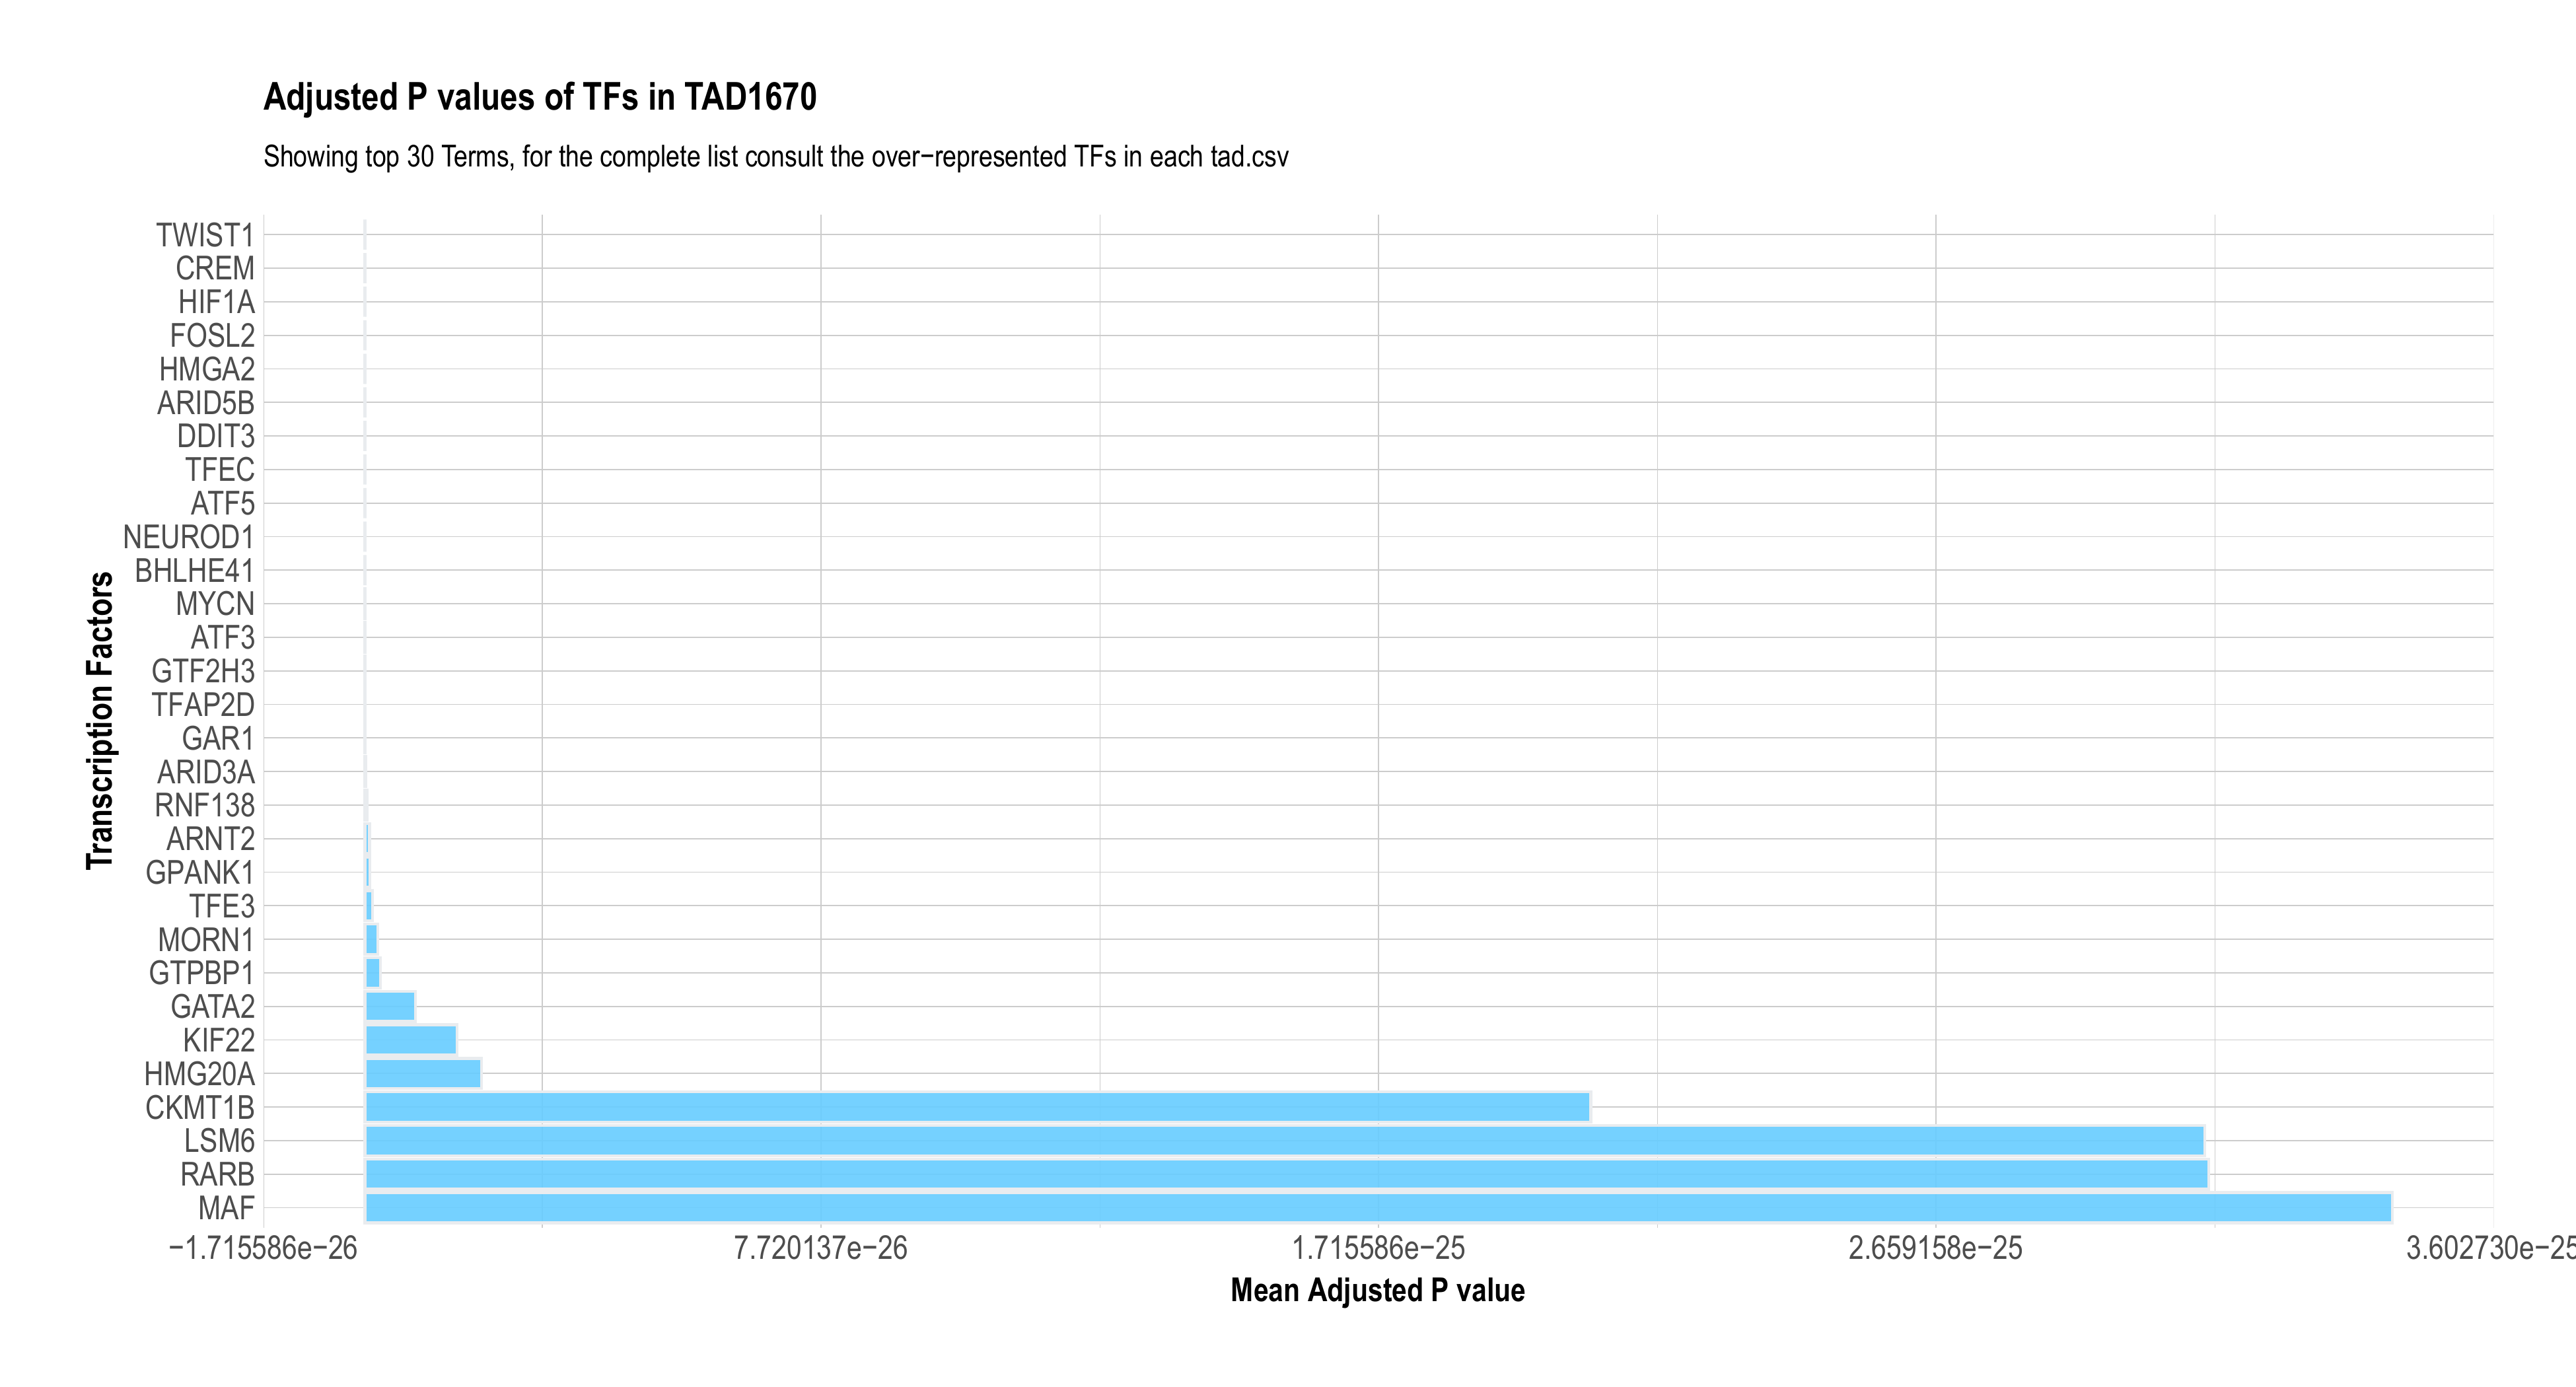 Adjusted P values of TFs in TAD1670
Showing top 30 Terms, for the complete list consult the over−represented TFs in each tad.csv
Transcription Factors
TWIST1
CREM
HIF1A
FOSL2
HMGA2
ARID5B
DDIT3
TFEC
ATF5
NEUROD1
BHLHE41
MYCN
ATF3
GTF2H3
TFAP2D
GAR1
ARID3A
RNF138
ARNT2
GPANK1
TFE3
MORN1
GTPBP1
GATA2
KIF22
HMG20A
CKMT1B
LSM6
RARB
MAF
−1.715586e−26 7.720137e−26 1.715586e−25 2.659158e−25 3.602730e−25
Mean Adjusted P value